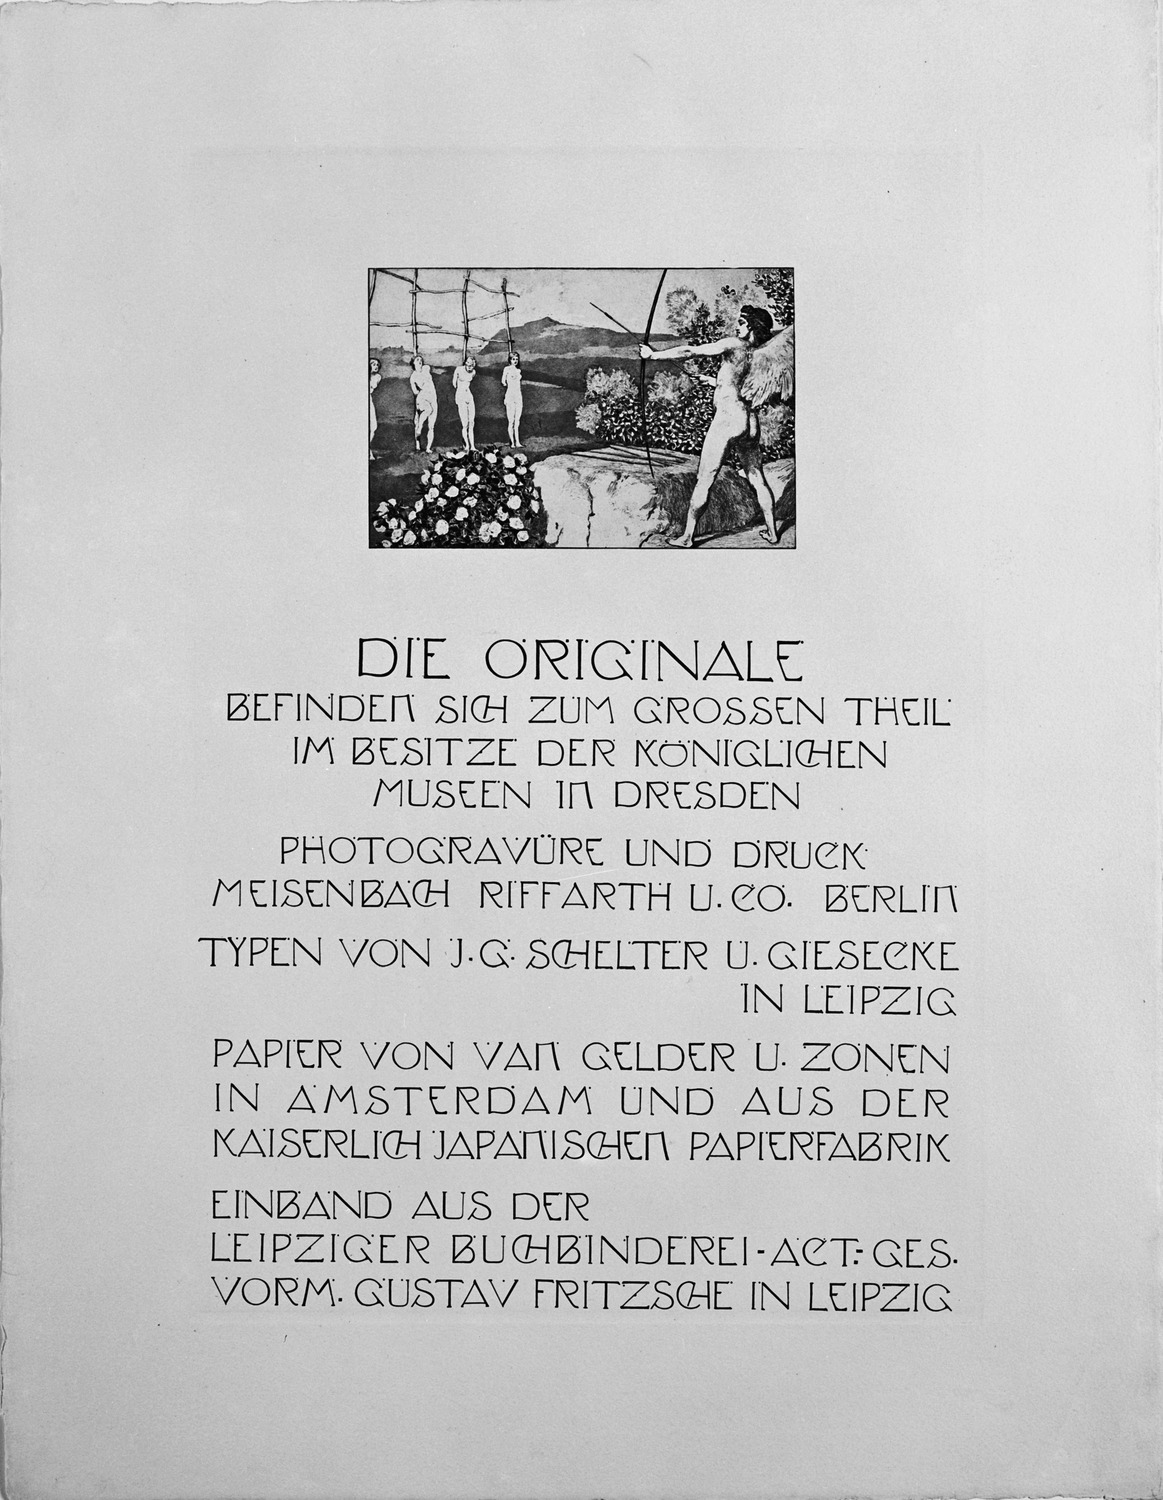 DIE ORIGINALE
BEFINDEN SICH ZUM GROSSEN THEIL
IM BESITZE DER KÖNIGLICHEN
MUSEEN IN DRESDEN
PHOTOGRAVÜRE UND DRUCK
MEISENBACH RIFFARTH U. CO. BERLIN
TYPEN VON J. G. SCHELTER U. GIESECKE
IN LEIPZIG
PAPIER VON VAN GELDER U. ZONEN
IN AMSTERDAM UND AUS DER
KAISERLICH JAPANISCHEN PAPIERFABRIK
EINBAND AUS DER
LEIPZIGER BUCHBINDEREI-ACT.-GES.
VORM. GUSTAV FRITZSCHE IN LEIPZIG